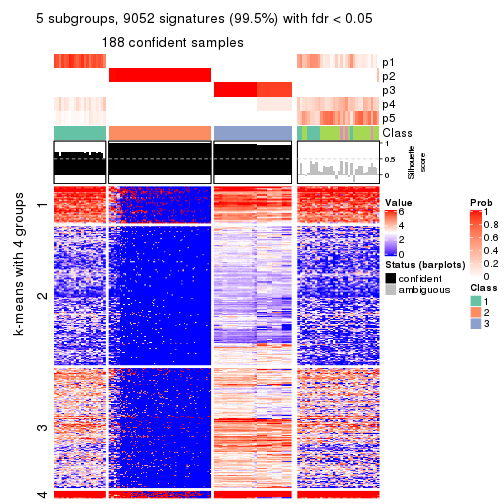 5 subgroups, 9052 signatures (99.5%) with fdr < 0.05
188 confident samples
p1
p2
p3
p4
p5
Class
1
0.5
0
Silhouette
score
k-means with 4 groups
1
2
3
4
Value
6
4
2
0
Status (barplots)
confident
ambiguous
Prob
1
0.8
0.6
0.4
0.2
0
Class
1
2
3